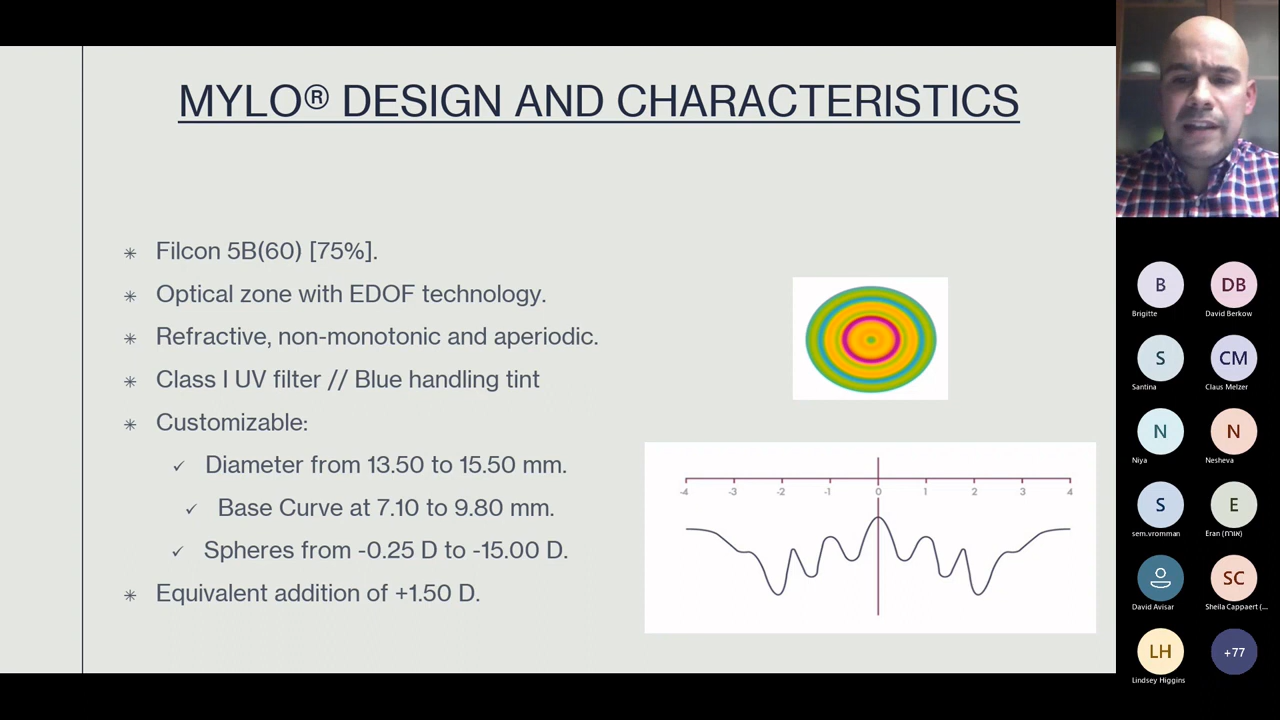 MYLO® DESIGN AND CHARACTERISTICS
Filcon 5B(60) [75%].
Optical zone with EDOF technology.
Refractive, non-monotonic and aperiodic.
Class I UV filter // Blue handling tint
Customizable:
Diameter from 13.50 to 15.50 mm.
Base Curve at 7.10 to 9.80 mm.
Spheres from -0.25 D to -15.00 D.
Equivalent addition of +1.50 D.
-4 -3 -2 -1 0 1 2 3 4
B DB
Brigitte David Berkow
S CM
Santina Claus Melzer
N N
Niya Nesheva
S E
sem.vromman Eran (אורח)
SC
David Avisar Sheila Cappaert (...
LH +77
Lindsey Higgins